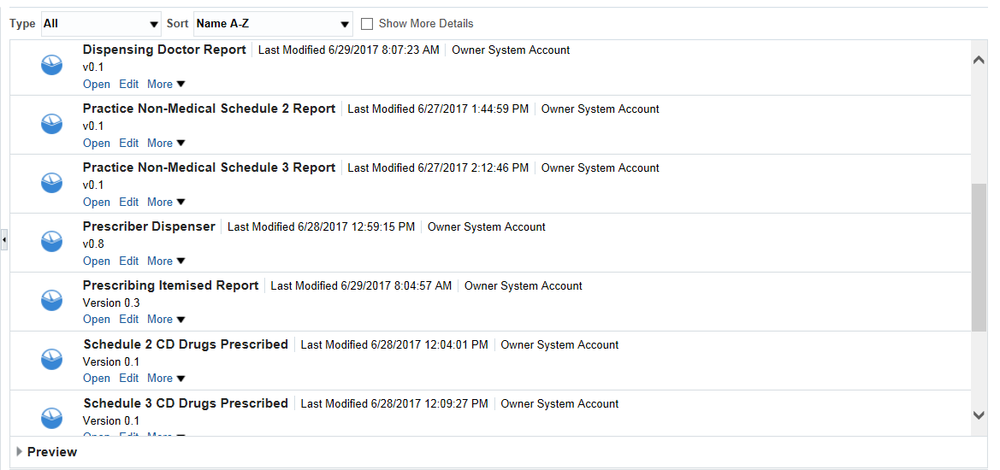 Type All Sort Name A-Z Show More Details
Dispensing Doctor Report Last Modified 6/29/2017 8:07:23 AM Owner System Account
v0.1
Open Edit More
Practice Non-Medical Schedule 2 Report Last Modified 6/27/2017 1:44:59 PM Owner System Account
v0.1
Open Edit More
Practice Non-Medical Schedule 3 Report Last Modified 6/27/2017 2:12:46 PM Owner System Account
v0.1
Open Edit More
Prescriber Dispenser Last Modified 6/28/2017 12:59:15 PM Owner System Account
v0.8
Open Edit More
Prescribing Itemised Report Last Modified 6/29/2017 8:04:57 AM Owner System Account
Version 0.3
Open Edit More
Schedule 2 CD Drugs Prescribed Last Modified 6/28/2017 12:04:01 PM Owner System Account
Version 0.1
Open Edit More
Schedule 3 CD Drugs Prescribed Last Modified 6/28/2017 12:09:27 PM Owner System Account
Version 0.1
Open Edit More
Preview